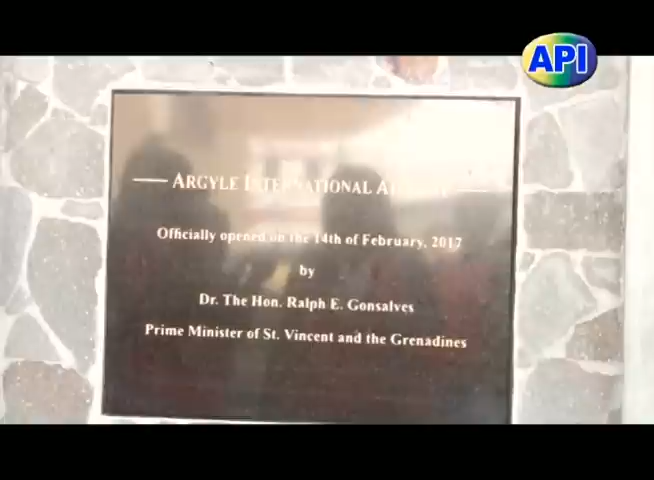 API
ARGYLE INTERNATIONAL
Officially opened on the 14th of February, 2017
by
Dr. The Hon. Ralph E. Gonsalves
Prime Minister of St. Vincent and the Grenadines